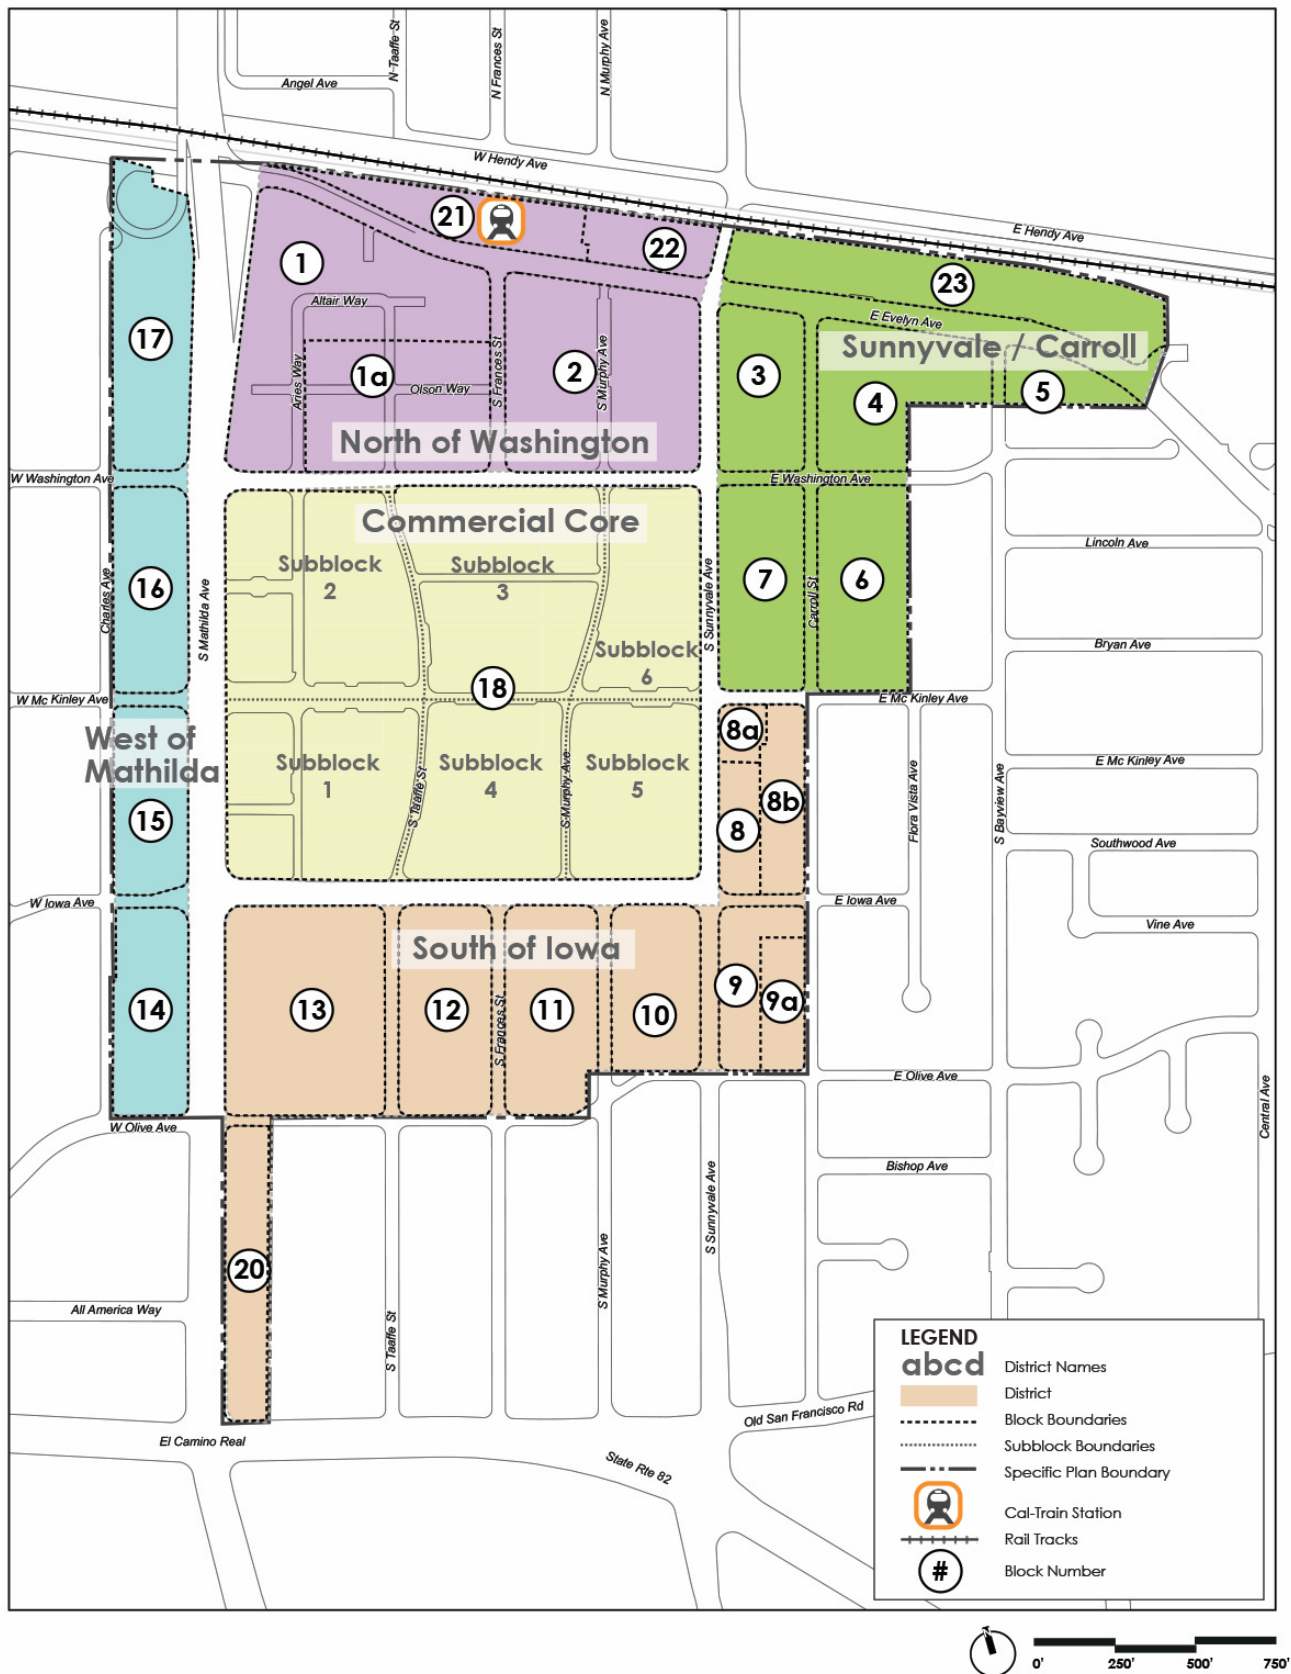 N Taaffe St
N Frances St
N Murphy Ave
Angel Ave
W Hendy Ave
E Hendy Ave
21
22
1
23
Altair Way
E Evelyn Ave
17
Sunnyvale / Carroll
Aries Way
1a
Olson Way
S Frances St
2
S Murphy Ave
3
4
5
North of Washington
W Washington Ave
E Washington Ave
Commercial Core
Lincoln Ave
Subblock
2
Subblock
3
16
Charles Ave
S Mathilda Ave
S Sunnyvale Ave
7
Carroll St
6
Subblock
6
Bryan Ave
18
W Mc Kinley Ave
E Mc Kinley Ave
West of
Mathilda
8a
Subblock
1
Subblock
4
Subblock
5
E Mc Kinley Ave
S Taaffe St
S Murphy Ave
8b
Flora Vista Ave
S Bayview Ave
15
8
Southwood Ave
W Iowa Ave
E Iowa Ave
Vine Ave
South of Iowa
14
13
12
S Frances St
11
10
9
9a
E Olive Ave
Central Ave
W Olive Ave
Bishop Ave
S Sunnyvale Ave
20
S Murphy Ave
All America Way
S Taaffe St
El Camino Real
State Rte 82
Old San Francisco Rd
LEGEND
abcd District Names
District
Block Boundaries
Subblock Boundaries
Specific Plan Boundary
Cal-Train Station
Rail Tracks
# Block Number
0' 250' 500' 750'